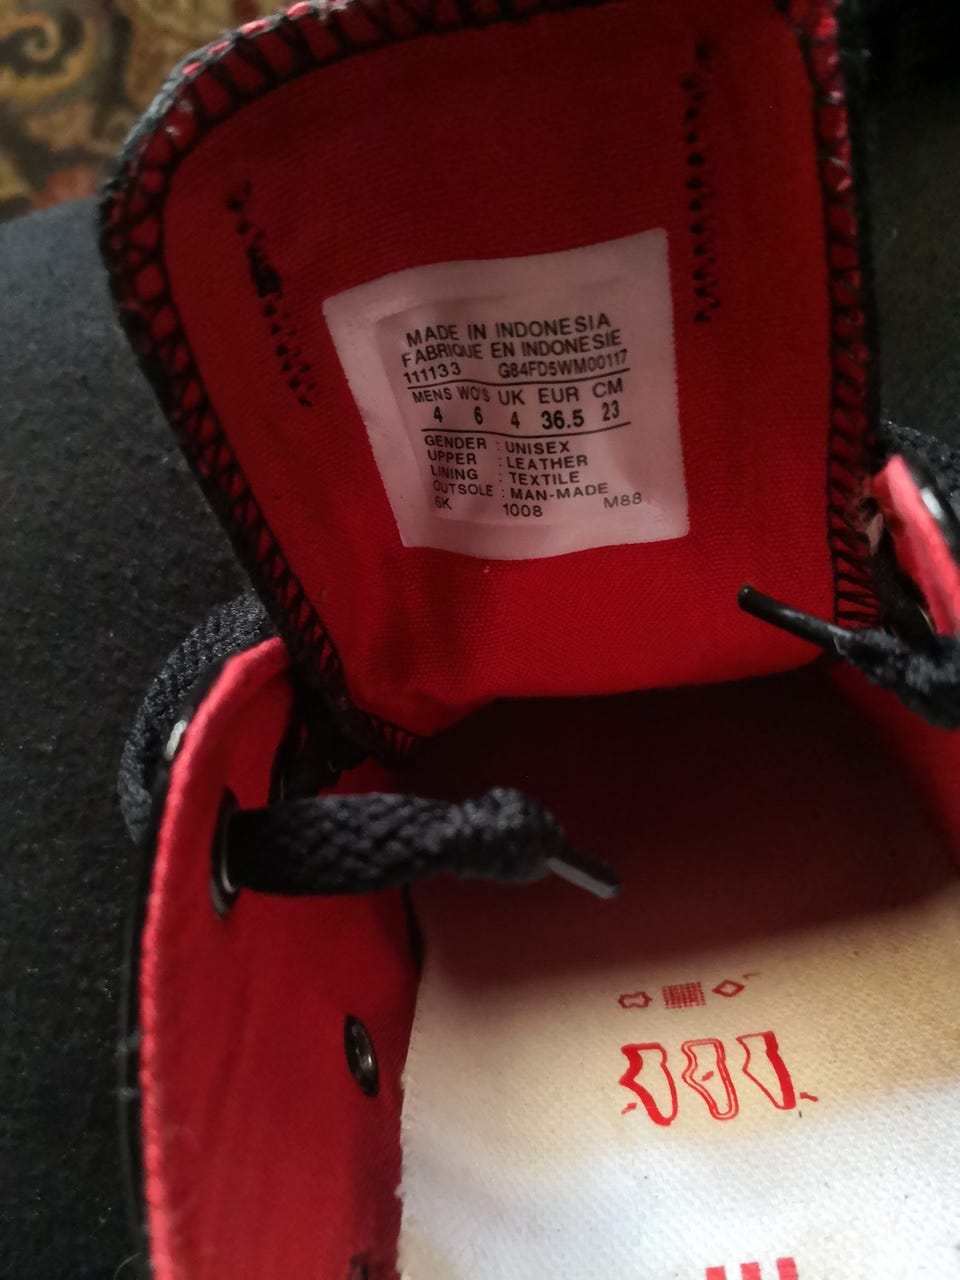 MADE IN INDONESIA
FABRIQUE EN INDONESIE
111133 G84FD5WM00117
MENS WO'S UK EUR CM
4 6 4 36.5 23
GENDER : UNISEX
UPPER : LEATHER
LINING : TEXTILE
OUTSOLE : MAN-MADE
6K 1008 M88